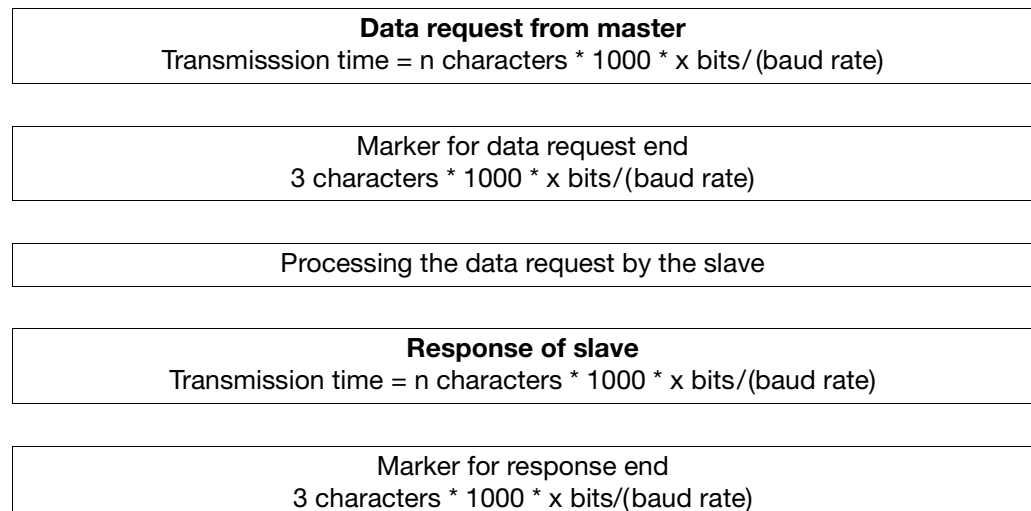 Data request from master
Transmisssion time = n characters * 1000 * x bits/(baud rate)
Marker for data request end
3 characters * 1000 * x bits/(baud rate)
Processing the data request by the slave
Response of slave
Transmission time = n characters * 1000 * x bits/(baud rate)
Marker for response end
3 characters * 1000 * x bits/(baud rate)